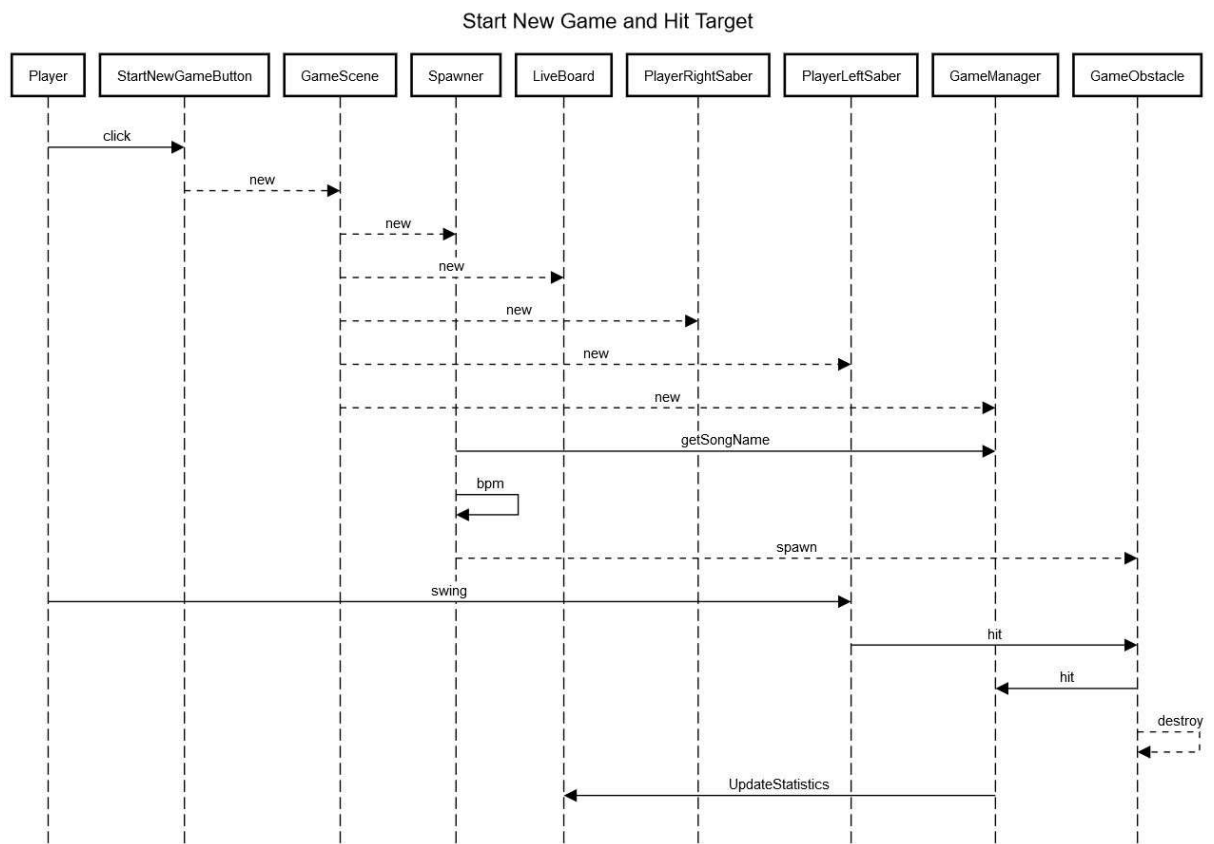 Start New Game and Hit Target
Player StartNewGameButton GameScene Spawner LiveBoard PlayerRightSaber PlayerLeftSaber GameManager GameObstacle
click
new
new
new
new
new
new
getSongName
bpm
spawn
swing
hit
hit
destroy
UpdateStatistics